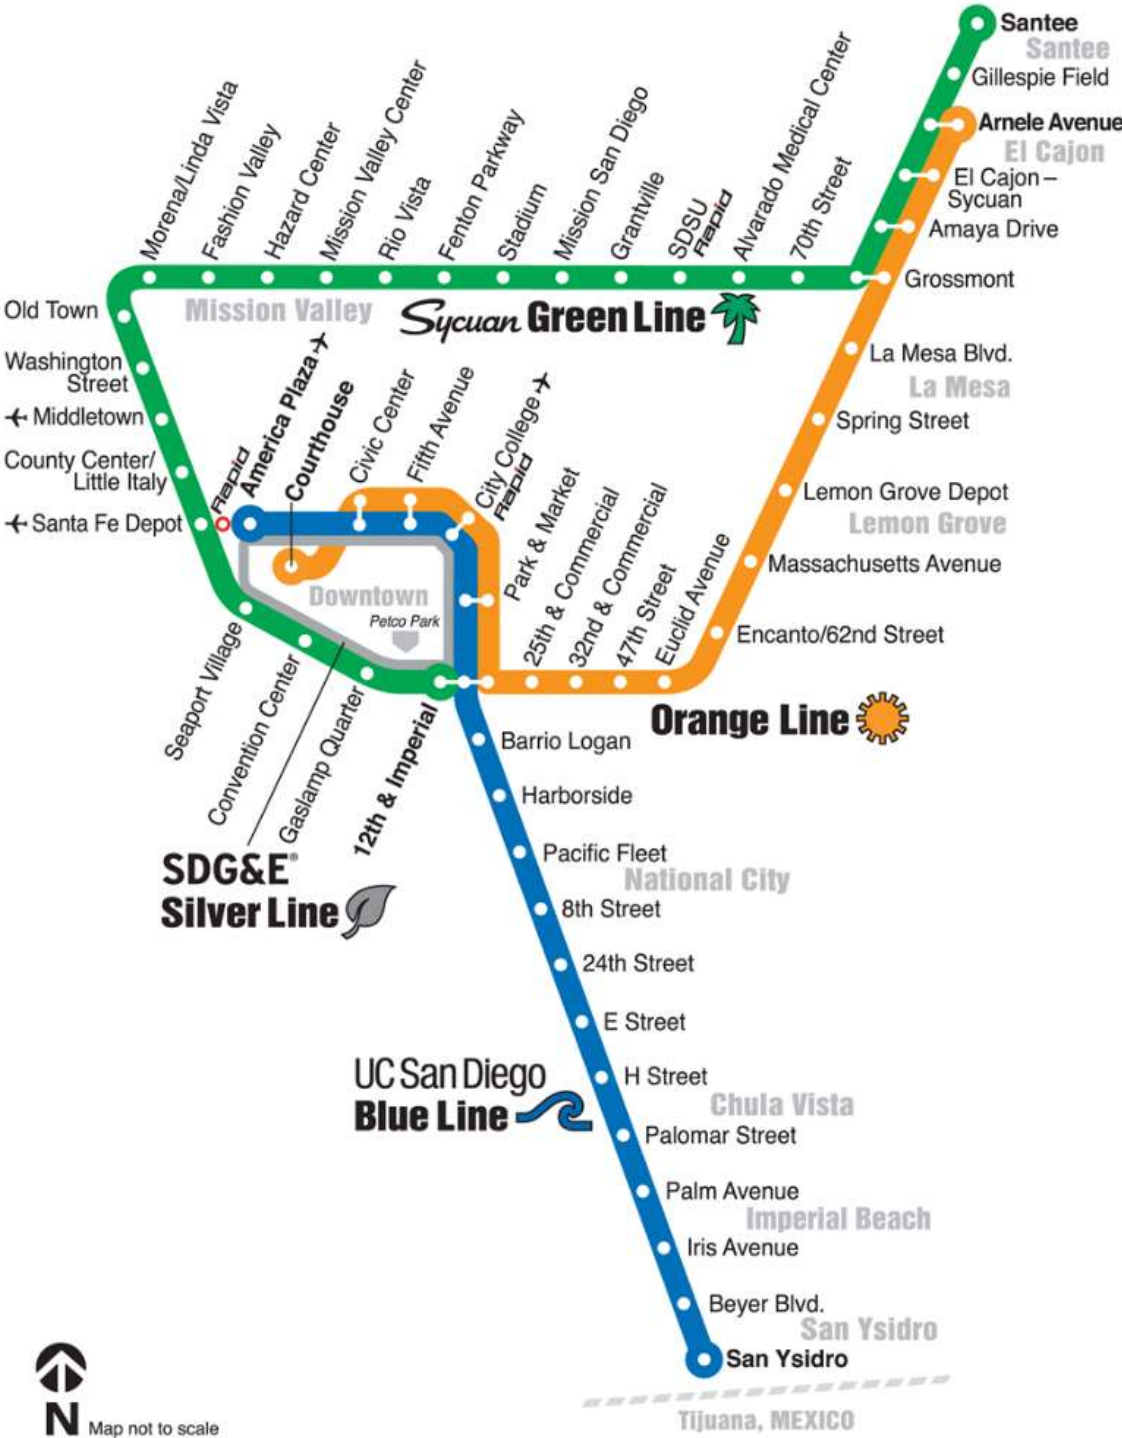 Santee
Santee
Gillespie Field
Arnele Avenue
El Cajon
El Cajon –
Sycuan
Amaya Drive
Grossmont
Morena/Linda Vista
Fashion Valley
Hazard Center
Mission Valley Center
Rio Vista
Fenton Parkway
Stadium
Mission San Diego
Grantville
SDSU
Rapid
Alvarado Medical Center
70th Street
Old Town
Mission Valley
Sycuan Green Line
Washington
Street
Middletown
County Center/
Little Italy
Santa Fe Depot
Rapid
America Plaza
Courthouse
Civic Center
Fifth Avenue
City College
Rapid
Park & Market
25th & Commercial
32nd & Commercial
47th Street
Euclid Avenue
La Mesa Blvd.
La Mesa
Spring Street
Lemon Grove Depot
Lemon Grove
Massachusetts Avenue
Encanto/62nd Street
Downtown
Petco Park
Seaport Village
Convention Center
Gaslamp Quarter
12th & Imperial
Orange Line
SDG&E®
Silver Line
Barrio Logan
Harborside
Pacific Fleet
National City
8th Street
24th Street
E Street
H Street
UC San Diego
Blue Line
Chula Vista
Palomar Street
Palm Avenue
Imperial Beach
Iris Avenue
Beyer Blvd.
San Ysidro
San Ysidro
Tijuana, MEXICO
N Map not to scale